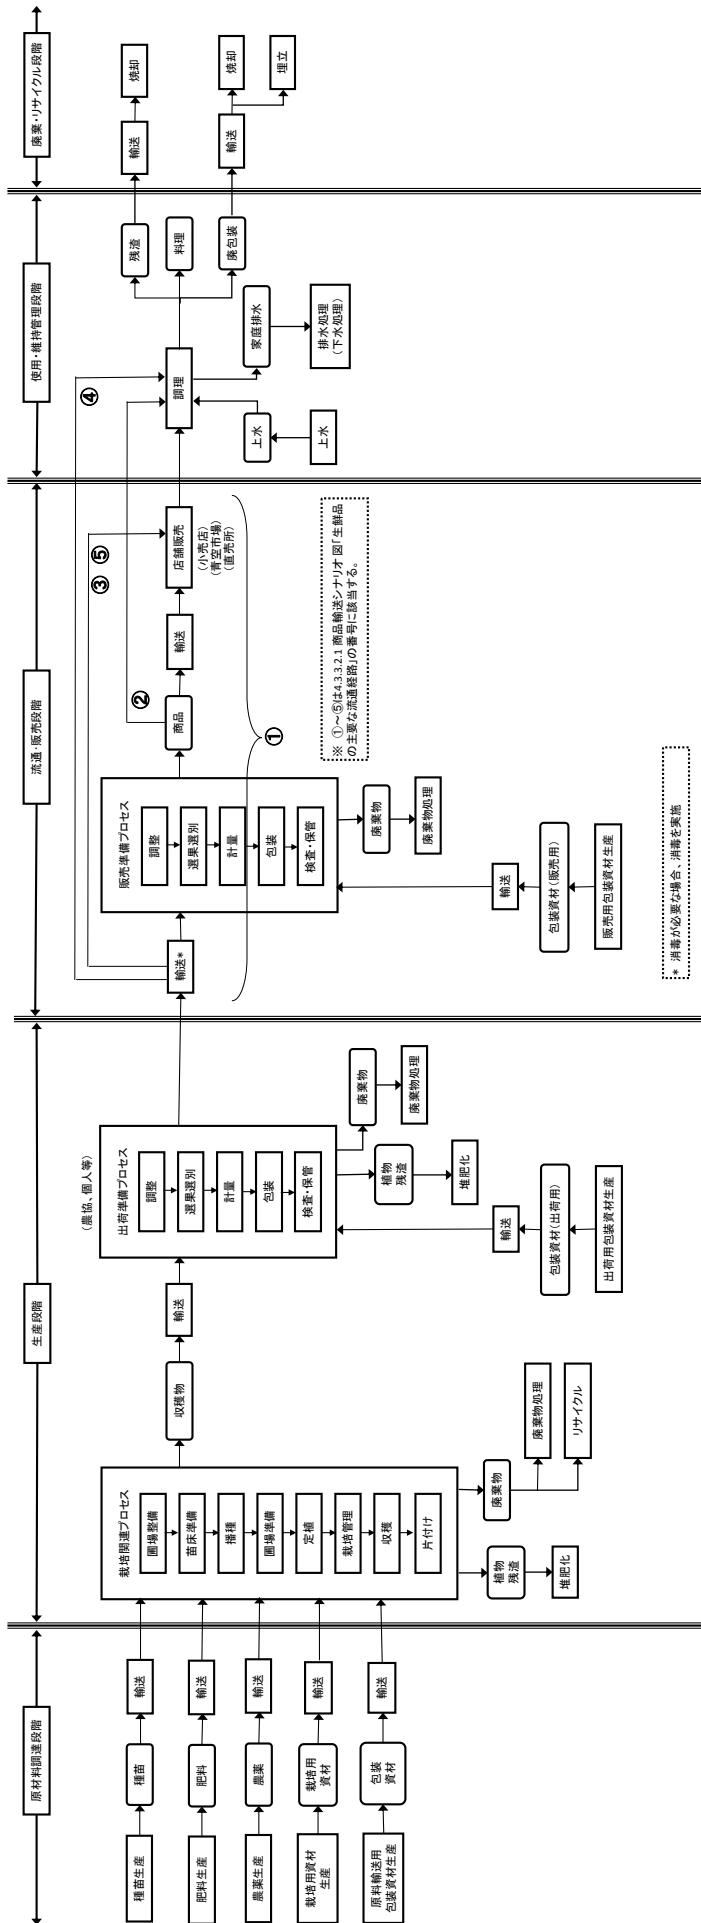 原材料調達段階
生産段階
流通・販売段階
使用・維持管理段階
廃棄・リサイクル段階
種苗生産
種苗
輸送
肥料生産
肥料
輸送
農薬生産
農薬
輸送
栽培用資材
生産
栽培用
資材
輸送
原料輸送用
包装資材生産
包装
資材
輸送
栽培関連プロセス
圃場整備
苗床準備
播種
圃場準備
定植
栽培管理
収穫
片付け
植物
残渣
堆肥化
廃棄物
廃棄物処理
リサイクル
収穫物
輸送
(農協、個人等)
出荷準備プロセス
調整
選果選別
計量
包装
検査・保管
出荷用包装資材生産
包装資材(出荷用)
輸送
植物
残渣
堆肥化
廃棄物
廃棄物処理
輸送*
販売準備プロセス
調整
選果選別
計量
包装
検査・保管
販売用包装資材生産
包装資材(販売用)
輸送
廃棄物
廃棄物処理
商品
輸送
店舗販売
(小売店)
(青空市場)
(直売所)
①
②
③ ⑤
④
※ ①~⑤は4.3.3.2.1 商品輸送シナリオ 図「生鮮品
の主要な流通経路」の番号に該当する。
* 消毒が必要な場合、消毒を実施
調理
上水
上水
家庭排水
排水処理
(下水処理)
残渣
料理
廃包装
輸送
焼却
輸送
焼却
埋立